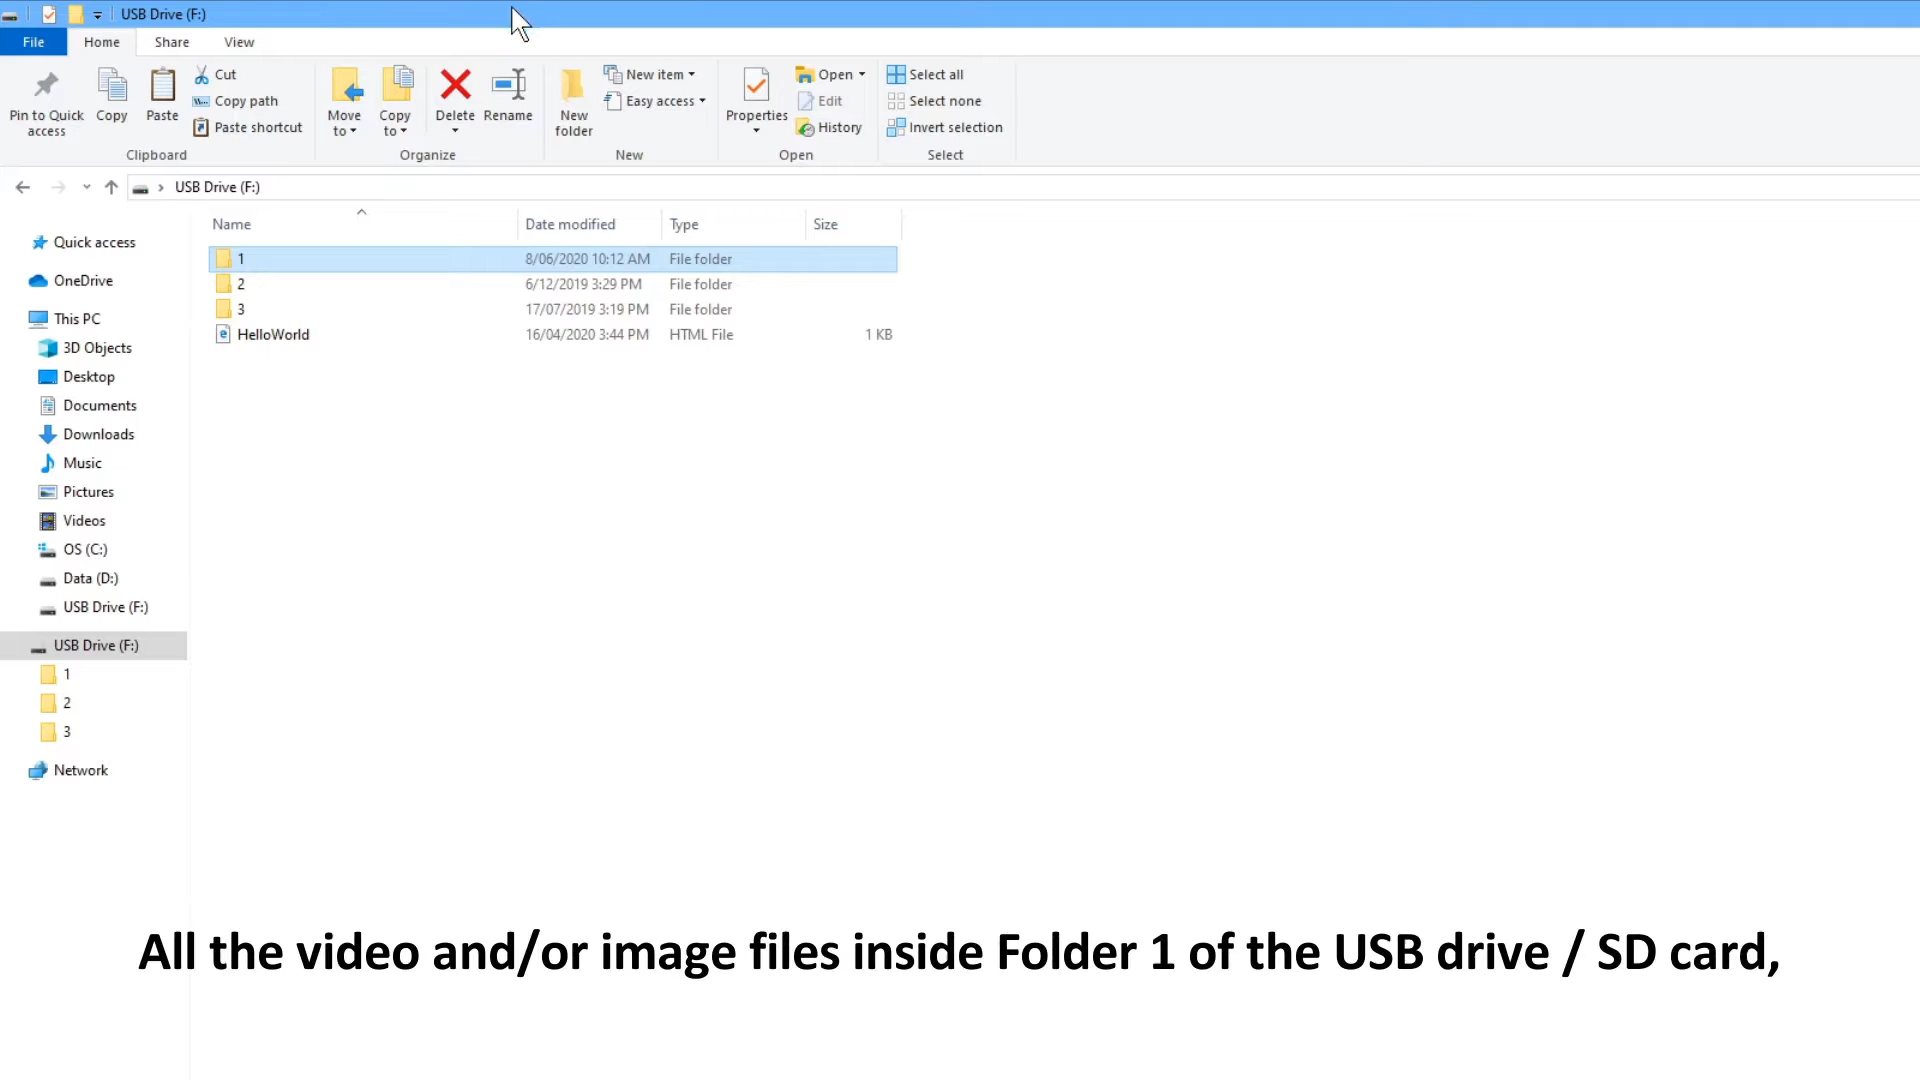 USB Drive (F:)
File Home Share View
Pin to Quick access
Copy
Paste
Cut
Copy path
Paste shortcut
Clipboard
Move to
Copy to
Delete
Rename
Organize
New folder
New item
Easy access
New
Properties
Open
Edit
History
Open
Select all
Select none
Invert selection
Select
USB Drive (F:)
Name Date modified Type Size
1 8/06/2020 10:12 AM File folder
2 6/12/2019 3:29 PM File folder
3 17/07/2019 3:19 PM File folder
HelloWorld 16/04/2020 3:44 PM HTML File 1 KB
Quick access
OneDrive
This PC
3D Objects
Desktop
Documents
Downloads
Music
Pictures
Videos
OS (C:)
Data (D:)
USB Drive (F:)
USB Drive (F:)
1
2
3
Network
All the video and/or image files inside Folder 1 of the USB drive / SD card,